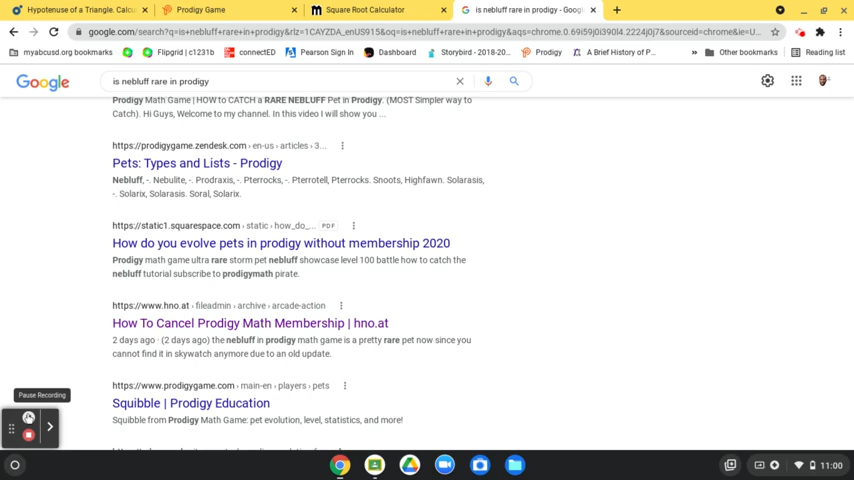 Hypotenuse of a Triangle. Calcu
Prodigy Game
Square Root Calculator
is nebluff rare in prodigy - Goog
google.com/search?q=is+nebluff+rare+in+prodigy&rlz=1CAYZDA_enUS915&oq=is+nebluff+rare+in+prodigy&aqs=chrome.0.69i59j0i390l4.2224j0j7&sourceid=chrome&ie=U...
myabcusd.org bookmarks
Flipgrid | c1231b
connectED
Pearson Sign In
Dashboard
Storybird - 2018-20...
Prodigy
A Brief History of P...
»
Other bookmarks
Reading list
Google
is nebluff rare in prodigy
Prodigy Math Game | HOW to CATCH a RARE NEBLUFF Pet in Prodigy. (MOST Simpler way to
Catch). Hi Guys, Welcome to my channel. In this video I will show you ...
https://prodigygame.zendesk.com › en-us › articles › 3...
Pets: Types and Lists - Prodigy
Nebluff, -. Nebulite, -. Prodraxis, -. Pterrocks, -. Pterrotell, Pterrocks. Snoots, Highfawn. Solarasis,
-. Solarix, Solarasis. Soral, Solarix.
https://static1.squarespace.com › static › how_do_... PDF
How do you evolve pets in prodigy without membership 2020
Prodigy math game ultra rare storm pet nebluff showcase level 100 battle how to catch the
nebluff tutorial subscribe to prodigymath pirate.
https://www.hno.at › fileadmin › archive › arcade-action
How To Cancel Prodigy Math Membership | hno.at
2 days ago · (2 days ago) the nebluff in prodigy math game is a pretty rare pet now since you
cannot find it in skywatch anymore due to an old update.
https://www.prodigygame.com › main-en › players › pets
Squibble | Prodigy Education
Squibble from Prodigy Math Game: pet evolution, level, statistics, and more!
Pause Recording
11:00